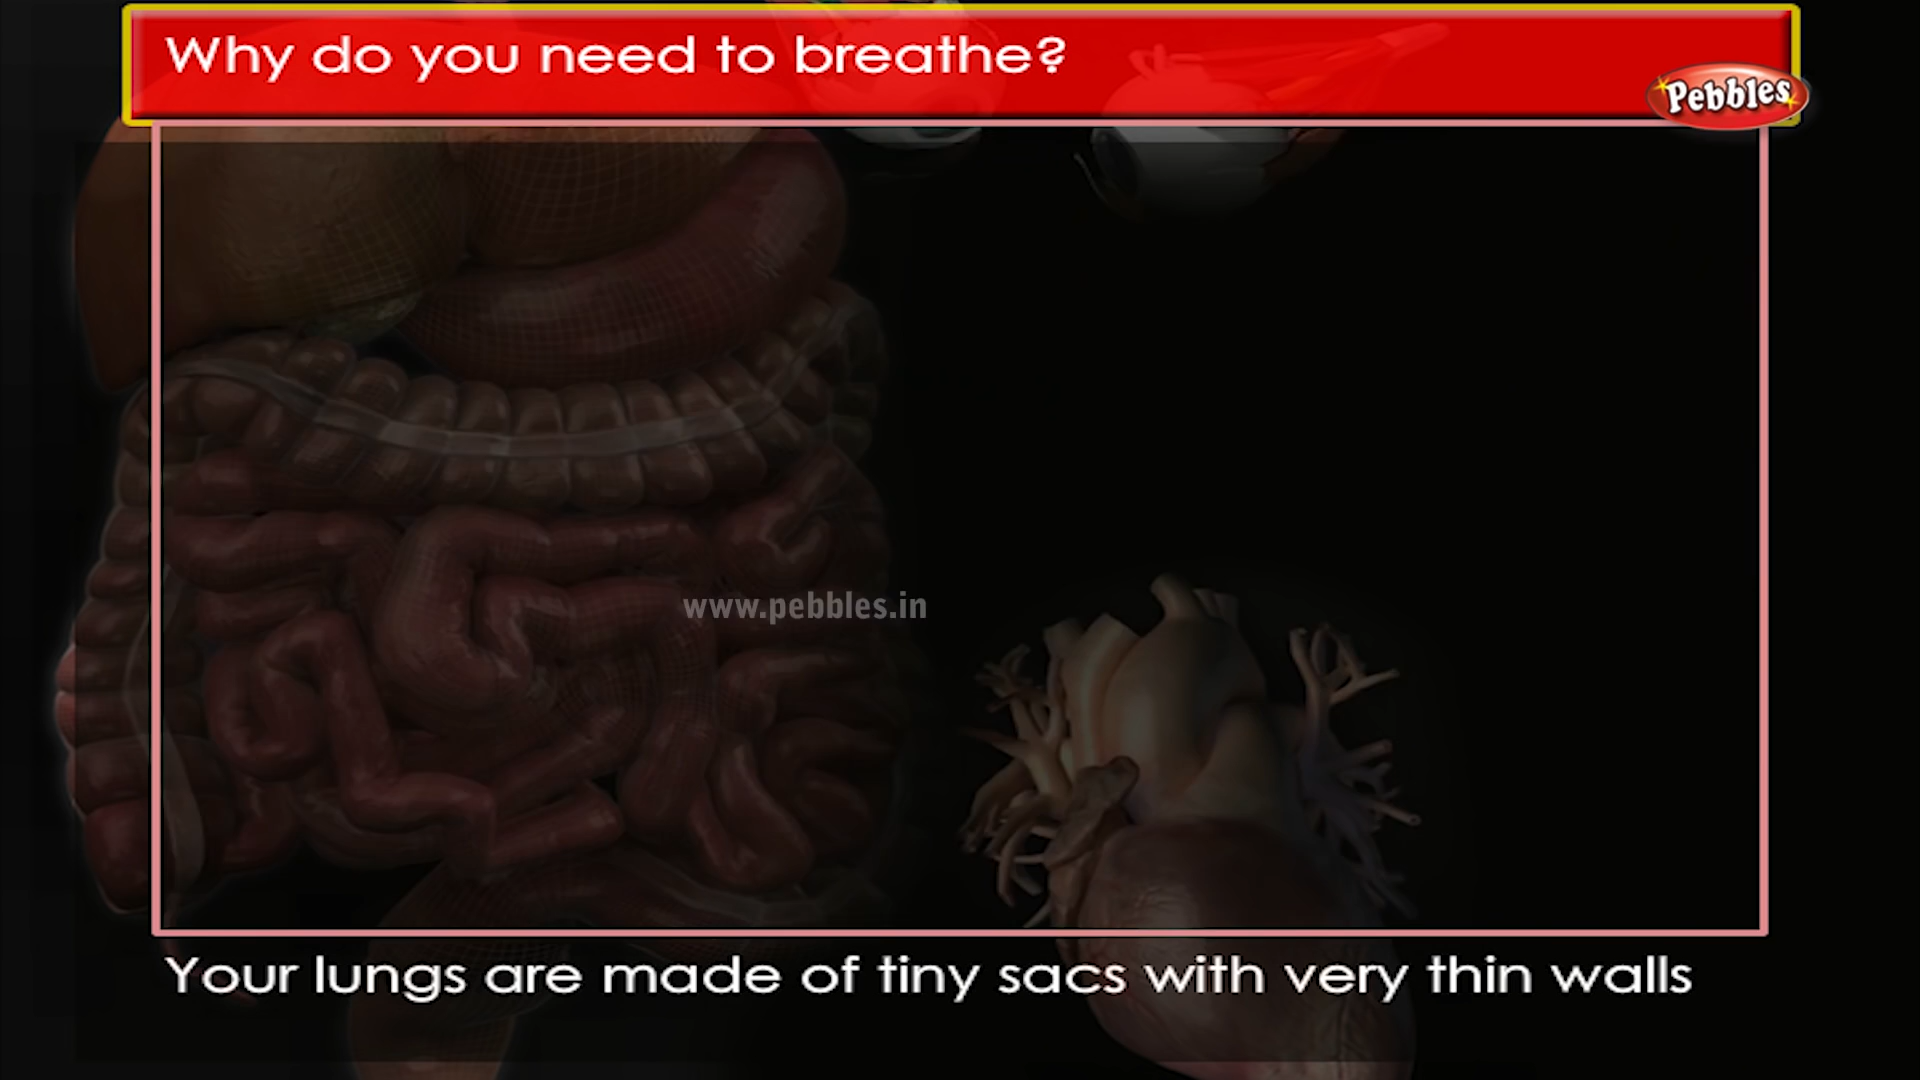 Why do you need to breathe?
Pebbles
www.pebbles.in
Your lungs are made of tiny sacs with very thin walls